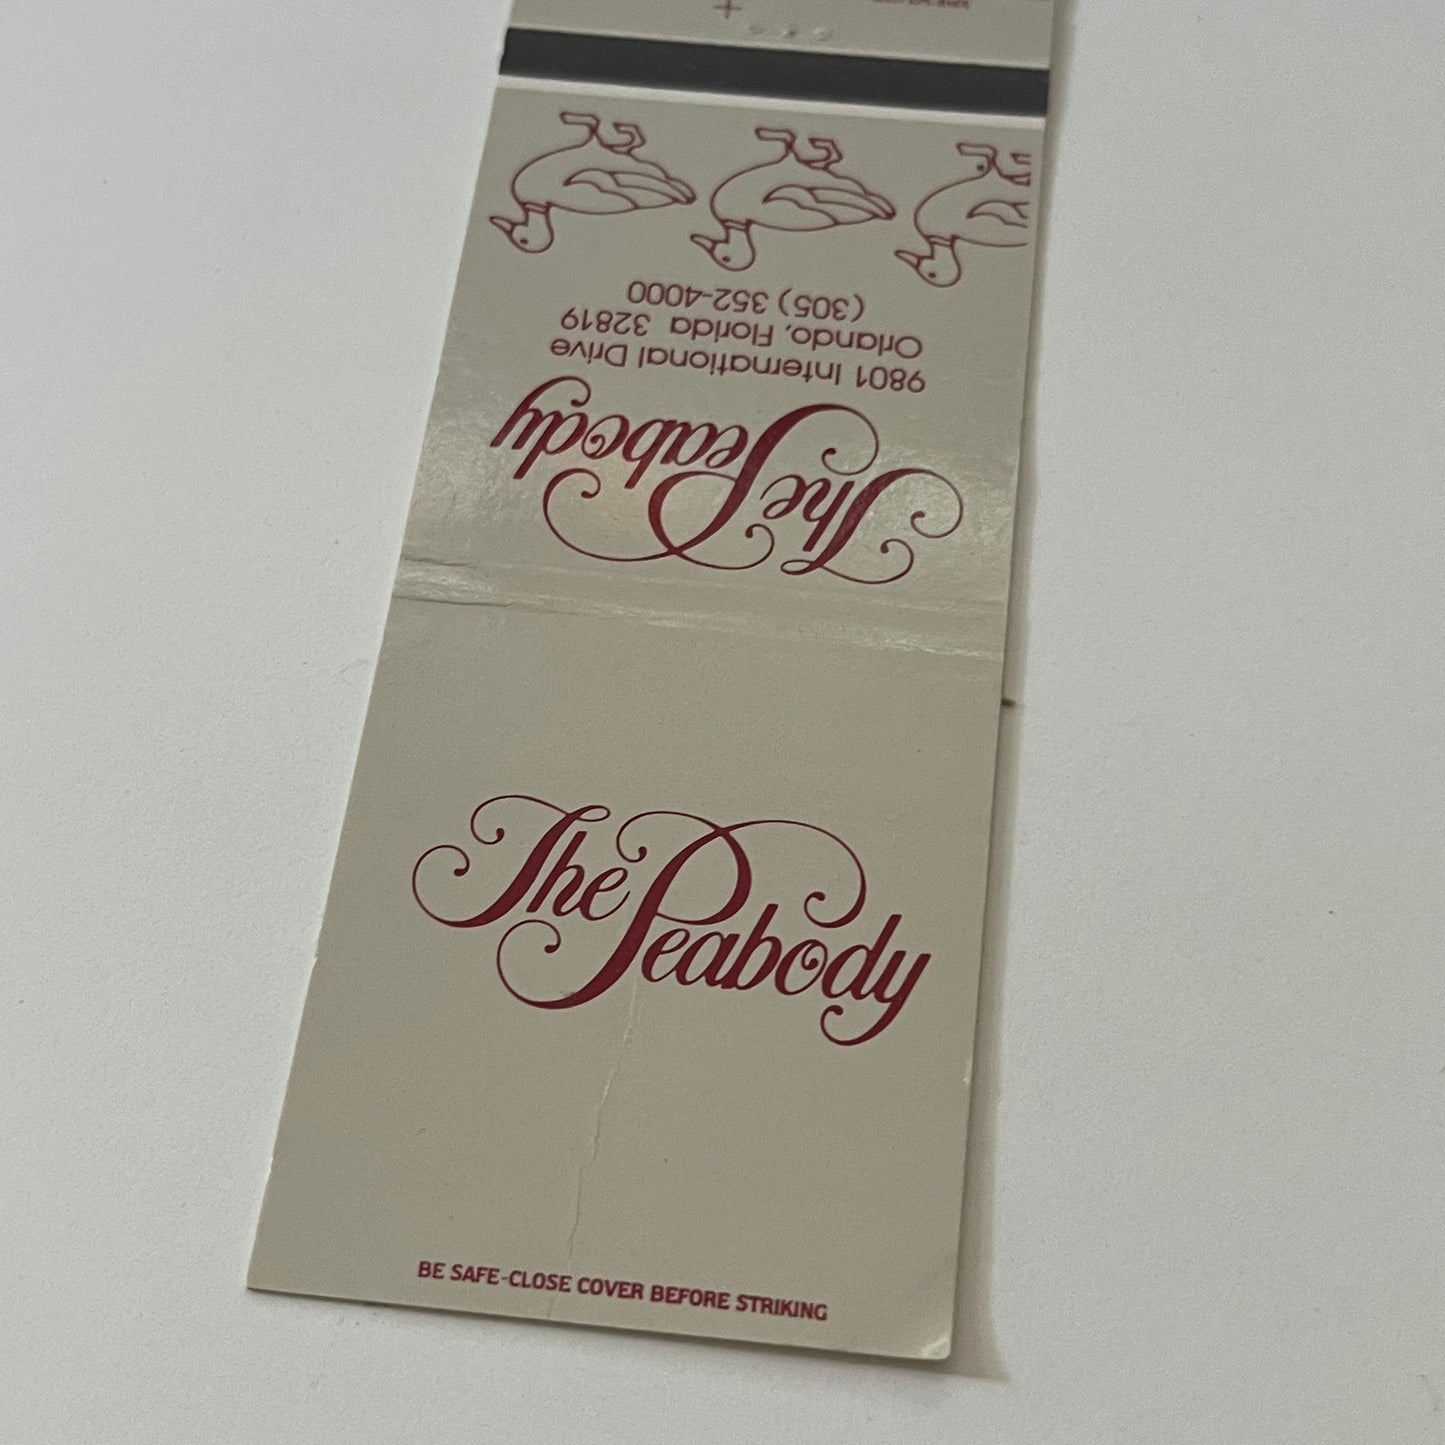 The Peabody
9801 International Drive
Orlando, Florida 32819
(305) 352-4000
The Peabody
BE SAFE-CLOSE COVER BEFORE STRIKING